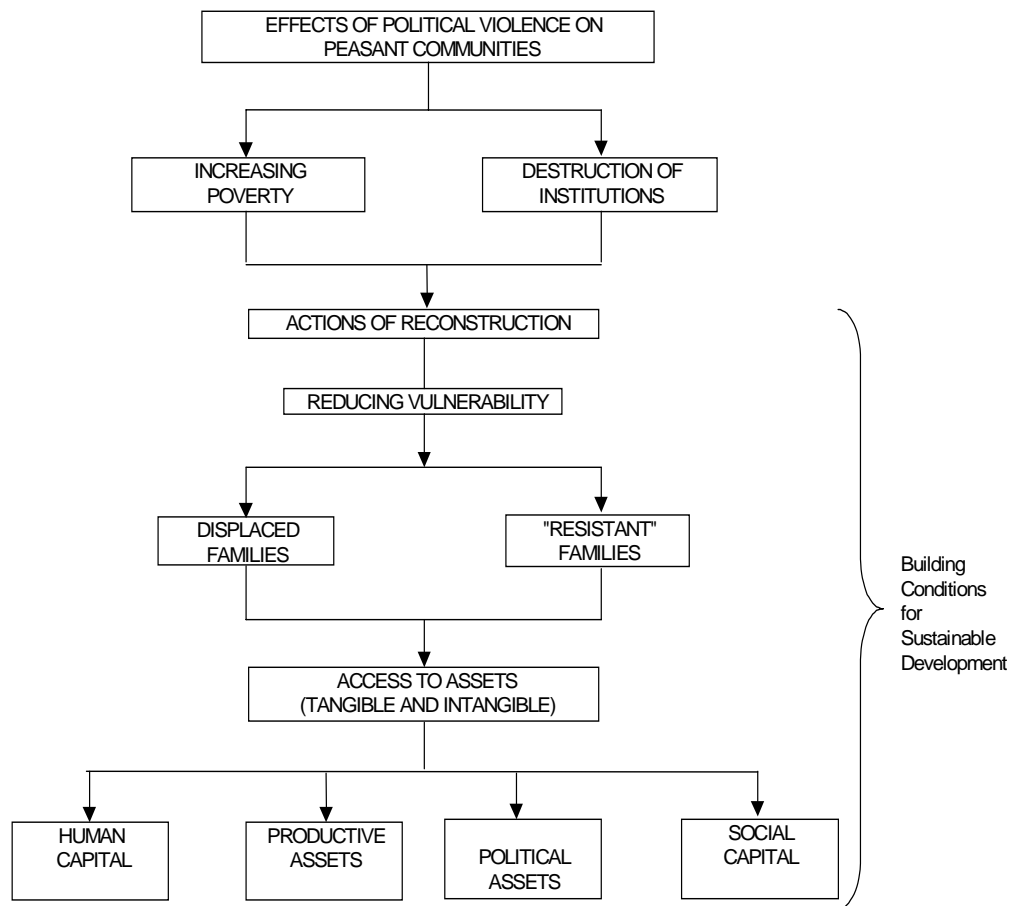 EFFECTS OF POLITICAL VIOLENCE ON
PEASANT COMMUNITIES
INCREASING
POVERTY
DESTRUCTION OF
INSTITUTIONS
ACTIONS OF RECONSTRUCTION
REDUCING VULNERABILITY
DISPLACED
FAMILIES
"RESISTANT"
FAMILIES
Building
Conditions
for
Sustainable
Development
ACCESS TO ASSETS
(TANGIBLE AND INTANGIBLE)
HUMAN
CAPITAL
PRODUCTIVE
ASSETS
POLITICAL
ASSETS
SOCIAL
CAPITAL